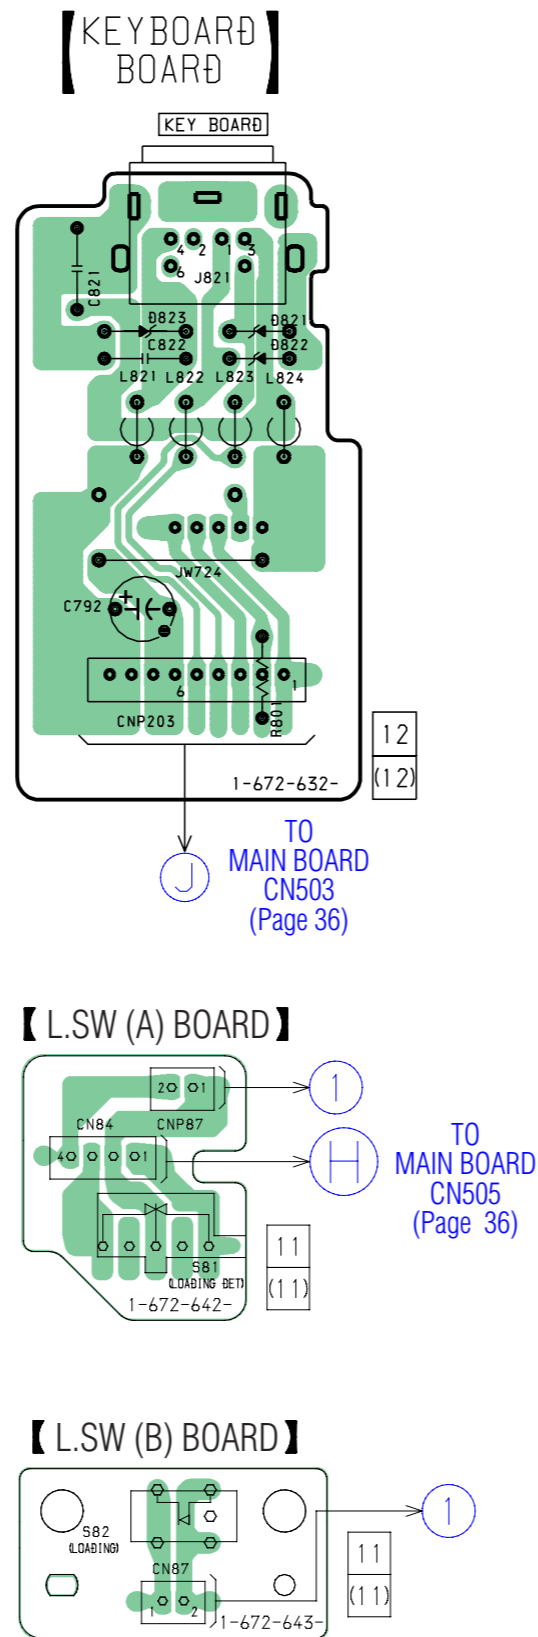 【KEYBOARD
BOARD】
KEY BOARD
4 2 1 3
6 J821
C821
D823 D821
C822 D822
L821 L822 L823 L824
JW724
C792 +
6 1
CNP203 R801
12
(12)
1-672-632-
J
TO
MAIN BOARD
CN503
(Page 36)
【L.SW (A) BOARD】
2 1
1
CN84 CNP87
4 1
H
TO
MAIN BOARD
CN505
(Page 36)
S81
(LOADING DET)
1-672-642-
11
(11)
【L.SW (B) BOARD】
1
S82
(LOADING)
CN87
1 2
1-672-643-
11
(11)